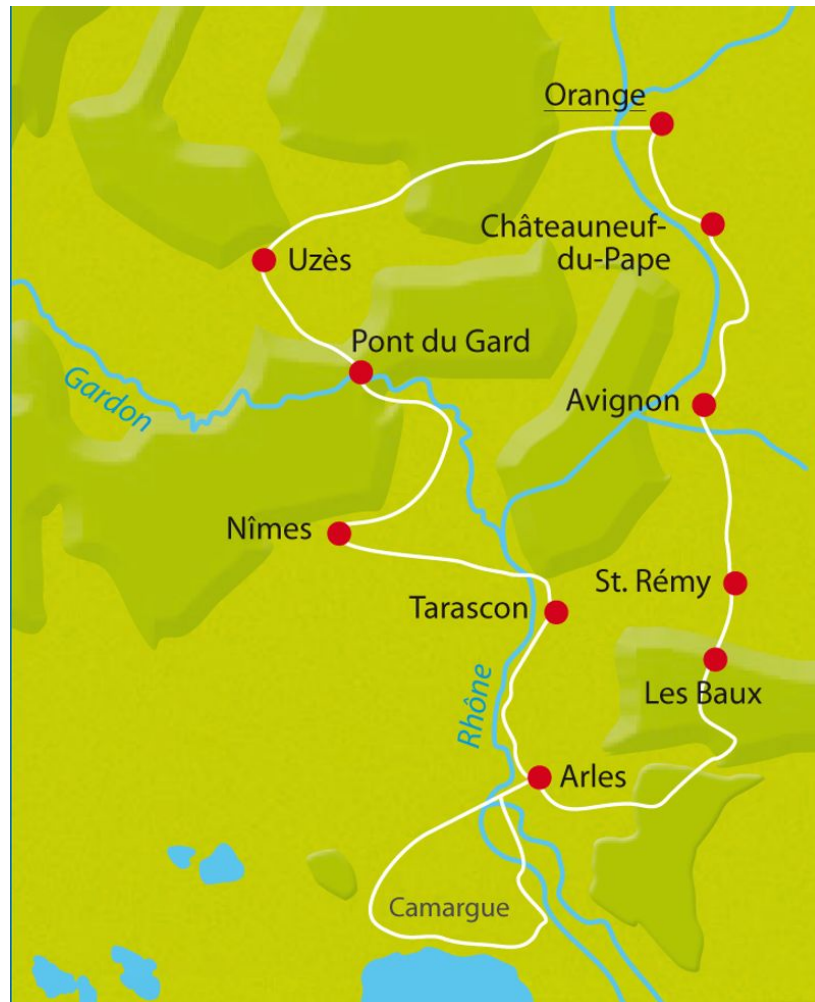 Orange
Châteauneuf-
du-Pape
Uzès
Pont du Gard
Gardon
Avignon
Nîmes
St. Rémy
Tarascon
Les Baux
Rhône
Arles
Camargue